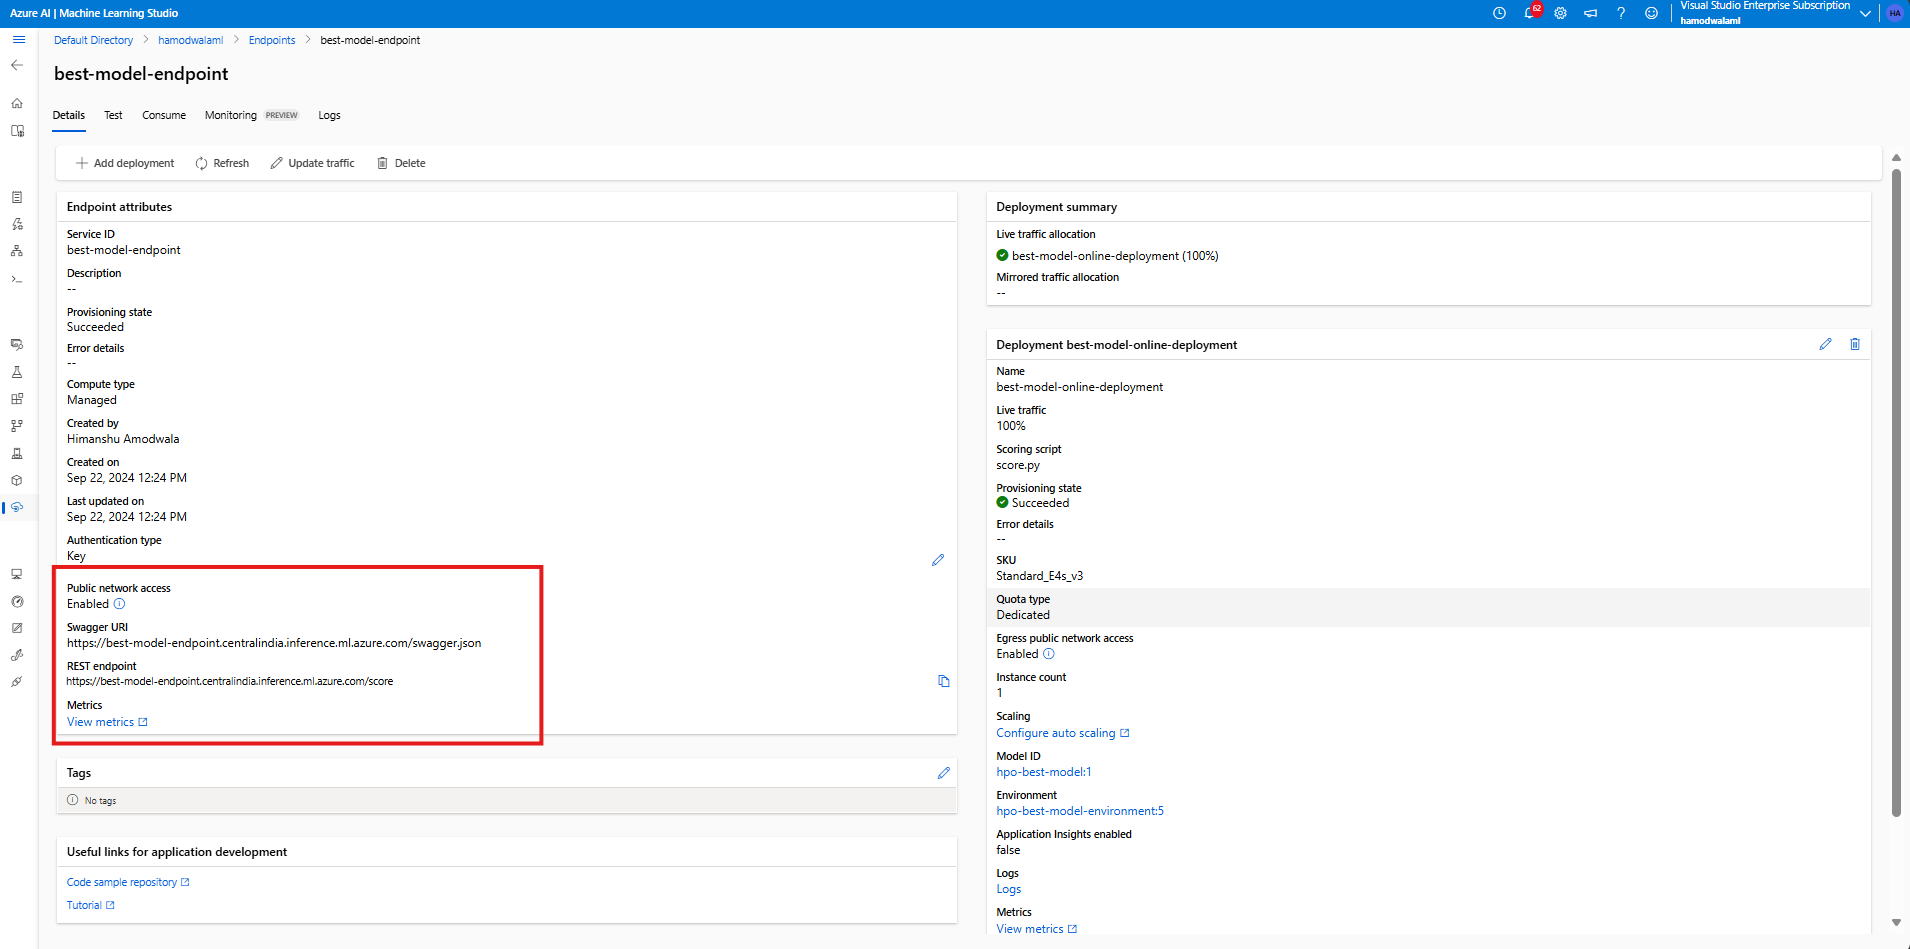 Azure AI | Machine Learning Studio
62
Visual Studio Enterprise Subscription
hamodwalaml
HA
Default Directory > hamodwalaml > Endpoints > best-model-endpoint
best-model-endpoint
Details Test Consume Monitoring PREVIEW Logs
Add deployment Refresh Update traffic Delete
Endpoint attributes
Service ID
best-model-endpoint
Description
--
Provisioning state
Succeeded
Error details
--
Compute type
Managed
Created by
Himanshu Amodwala
Created on
Sep 22, 2024 12:24 PM
Last updated on
Sep 22, 2024 12:24 PM
Authentication type
Key
Public network access
Enabled
Swagger URI
https://best-model-endpoint.centralindia.inference.ml.azure.com/swagger.json
REST endpoint
https://best-model-endpoint.centralindia.inference.ml.azure.com/score
Metrics
View metrics
Tags
No tags
Useful links for application development
Code sample repository
Tutorial
Deployment summary
Live traffic allocation
best-model-online-deployment (100%)
Mirrored traffic allocation
--
Deployment best-model-online-deployment
Name
best-model-online-deployment
Live traffic
100%
Scoring script
score.py
Provisioning state
Succeeded
Error details
--
SKU
Standard_E4s_v3
Quota type
Dedicated
Egress public network access
Enabled
Instance count
1
Scaling
Configure auto scaling
Model ID
hpo-best-model:1
Environment
hpo-best-model-environment:5
Application Insights enabled
false
Logs
Logs
Metrics
View metrics